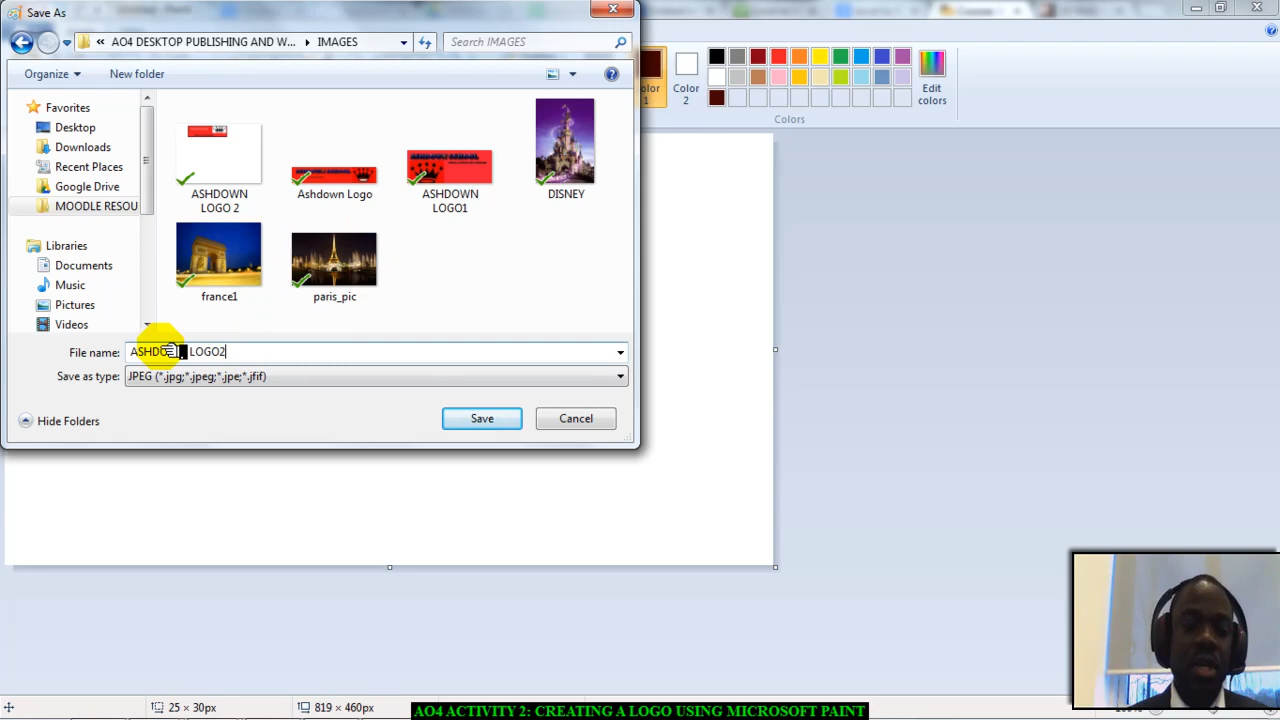 Save As
AO4 DESKTOP PUBLISHING AND W... IMAGES
Search IMAGES
Organize
New folder
Favorites
Desktop
Downloads
Recent Places
Google Drive
MOODLE RESOU
Libraries
Documents
Music
Pictures
Videos
ASHDOWN LOGO 2
Ashdown Logo
ASHDOWN LOGO1
DISNEY
france1
paris_pic
File name:
LOGO2
Save as type:
JPEG (*.jpg;*.jpeg;*.jpe;*.jfif)
Hide Folders
Save
Cancel
Color 2
Edit colors
Colors
25 × 30px
819 × 460px
AO4 ACTIVITY 2: CREATING A LOGO USING MICROSOFT PAINT